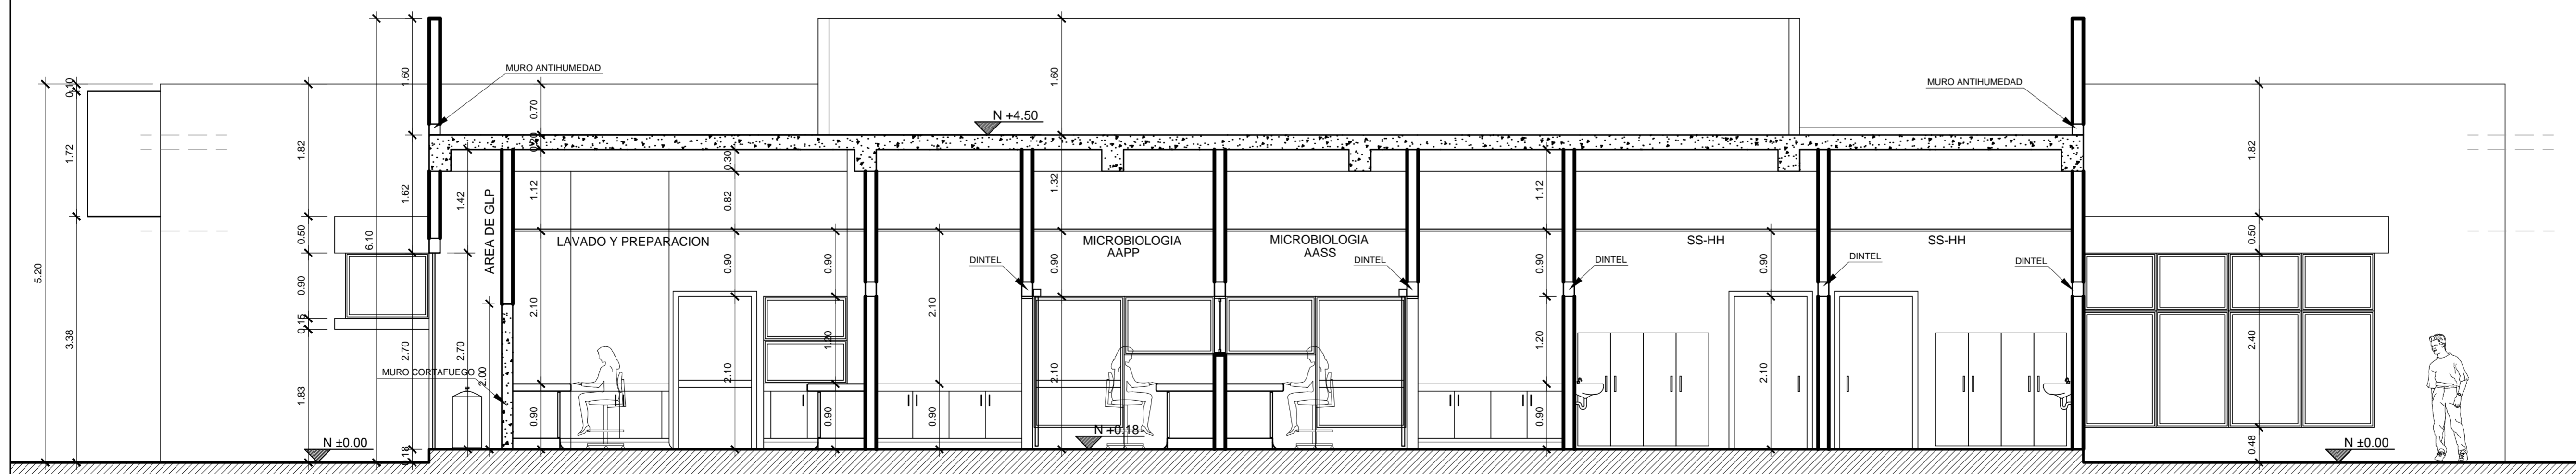 MURO ANTIHUMEDAD
MURO ANTIHUMEDAD
N +4.50
AREA DE GLP
LAVADO Y PREPARACION
MICROBIOLOGIA
AAPP
MICROBIOLOGIA
AASS
SS-HH
SS-HH
DINTEL
DINTEL
DINTEL
DINTEL
DINTEL
MURO CORTAFUEGO
N ±0.00
N +0.18
N ±0.00
5.20
0.10
1.72
3.38
1.82
0.50
0.90
0.15
1.83
6.10
1.60
1.62
2.70
0.18
1.42
2.70
2.00
0.70
1.12
2.10
0.90
0.30
0.82
0.90
2.10
0.90
1.20
0.90
2.10
0.90
1.60
1.32
0.90
2.10
1.12
0.90
1.20
0.90
0.90
2.10
1.82
0.50
2.40
0.48